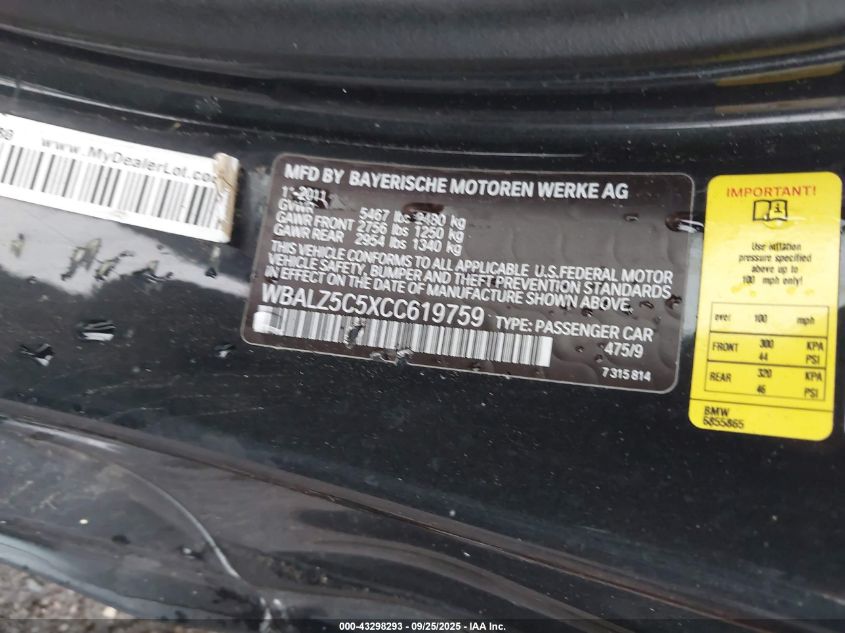 www.MyDealerLot.com
MFD BY BAYERISCHE MOTOREN WERKE AG
GVWR 5467 lbs 2480 kg
GAWR FRONT 2756 lbs 1250 kg
GAWR REAR 2954 lbs 1340 kg
THIS VEHICLE CONFORMS TO ALL APPLICABLE U.S.FEDERAL MOTOR
VEHICLE SAFETY, BUMPER AND THEFT PREVENTION STANDARDS
IN EFFECT ON THE DATE OF MANUFACTURE SHOWN ABOVE.
WBALZ5C5XCC619759
TYPE: PASSENGER CAR
475/9
7 315 814
IMPORTANT!
Use inflation
pressure specified
above up to
100 mph only!
over 100 mph
FRONT 300 KPA
44 PSI
REAR 320 KPA
46 PSI
BMW
6855865
000-43298293 - 09/25/2025 - IAA Inc.